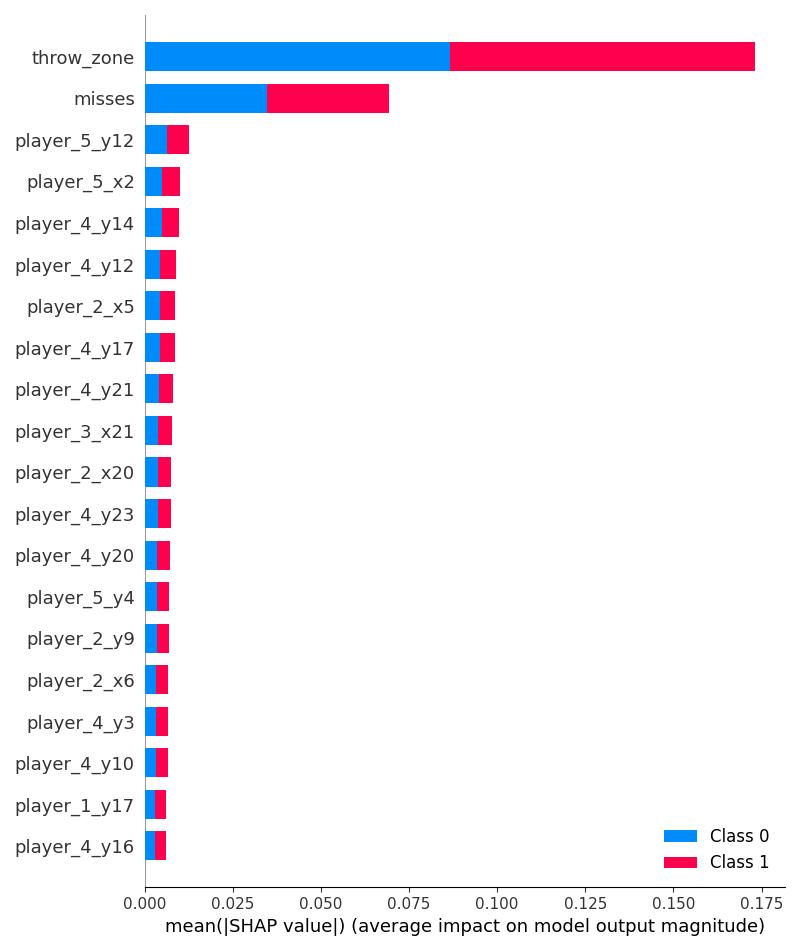 throw_zone
misses
player_5_y12
player_5_x2
player_4_y14
player_4_y12
player_2_x5
player_4_y17
player_4_y21
player_3_x21
player_2_x20
player_4_y23
player_4_y20
player_5_y4
player_2_y9
player_2_x6
player_4_y3
player_4_y10
player_1_y17
player_4_y16
Class 0
Class 1
0.000 0.025 0.050 0.075 0.100 0.125 0.150 0.175
mean(|SHAP value|) (average impact on model output magnitude)